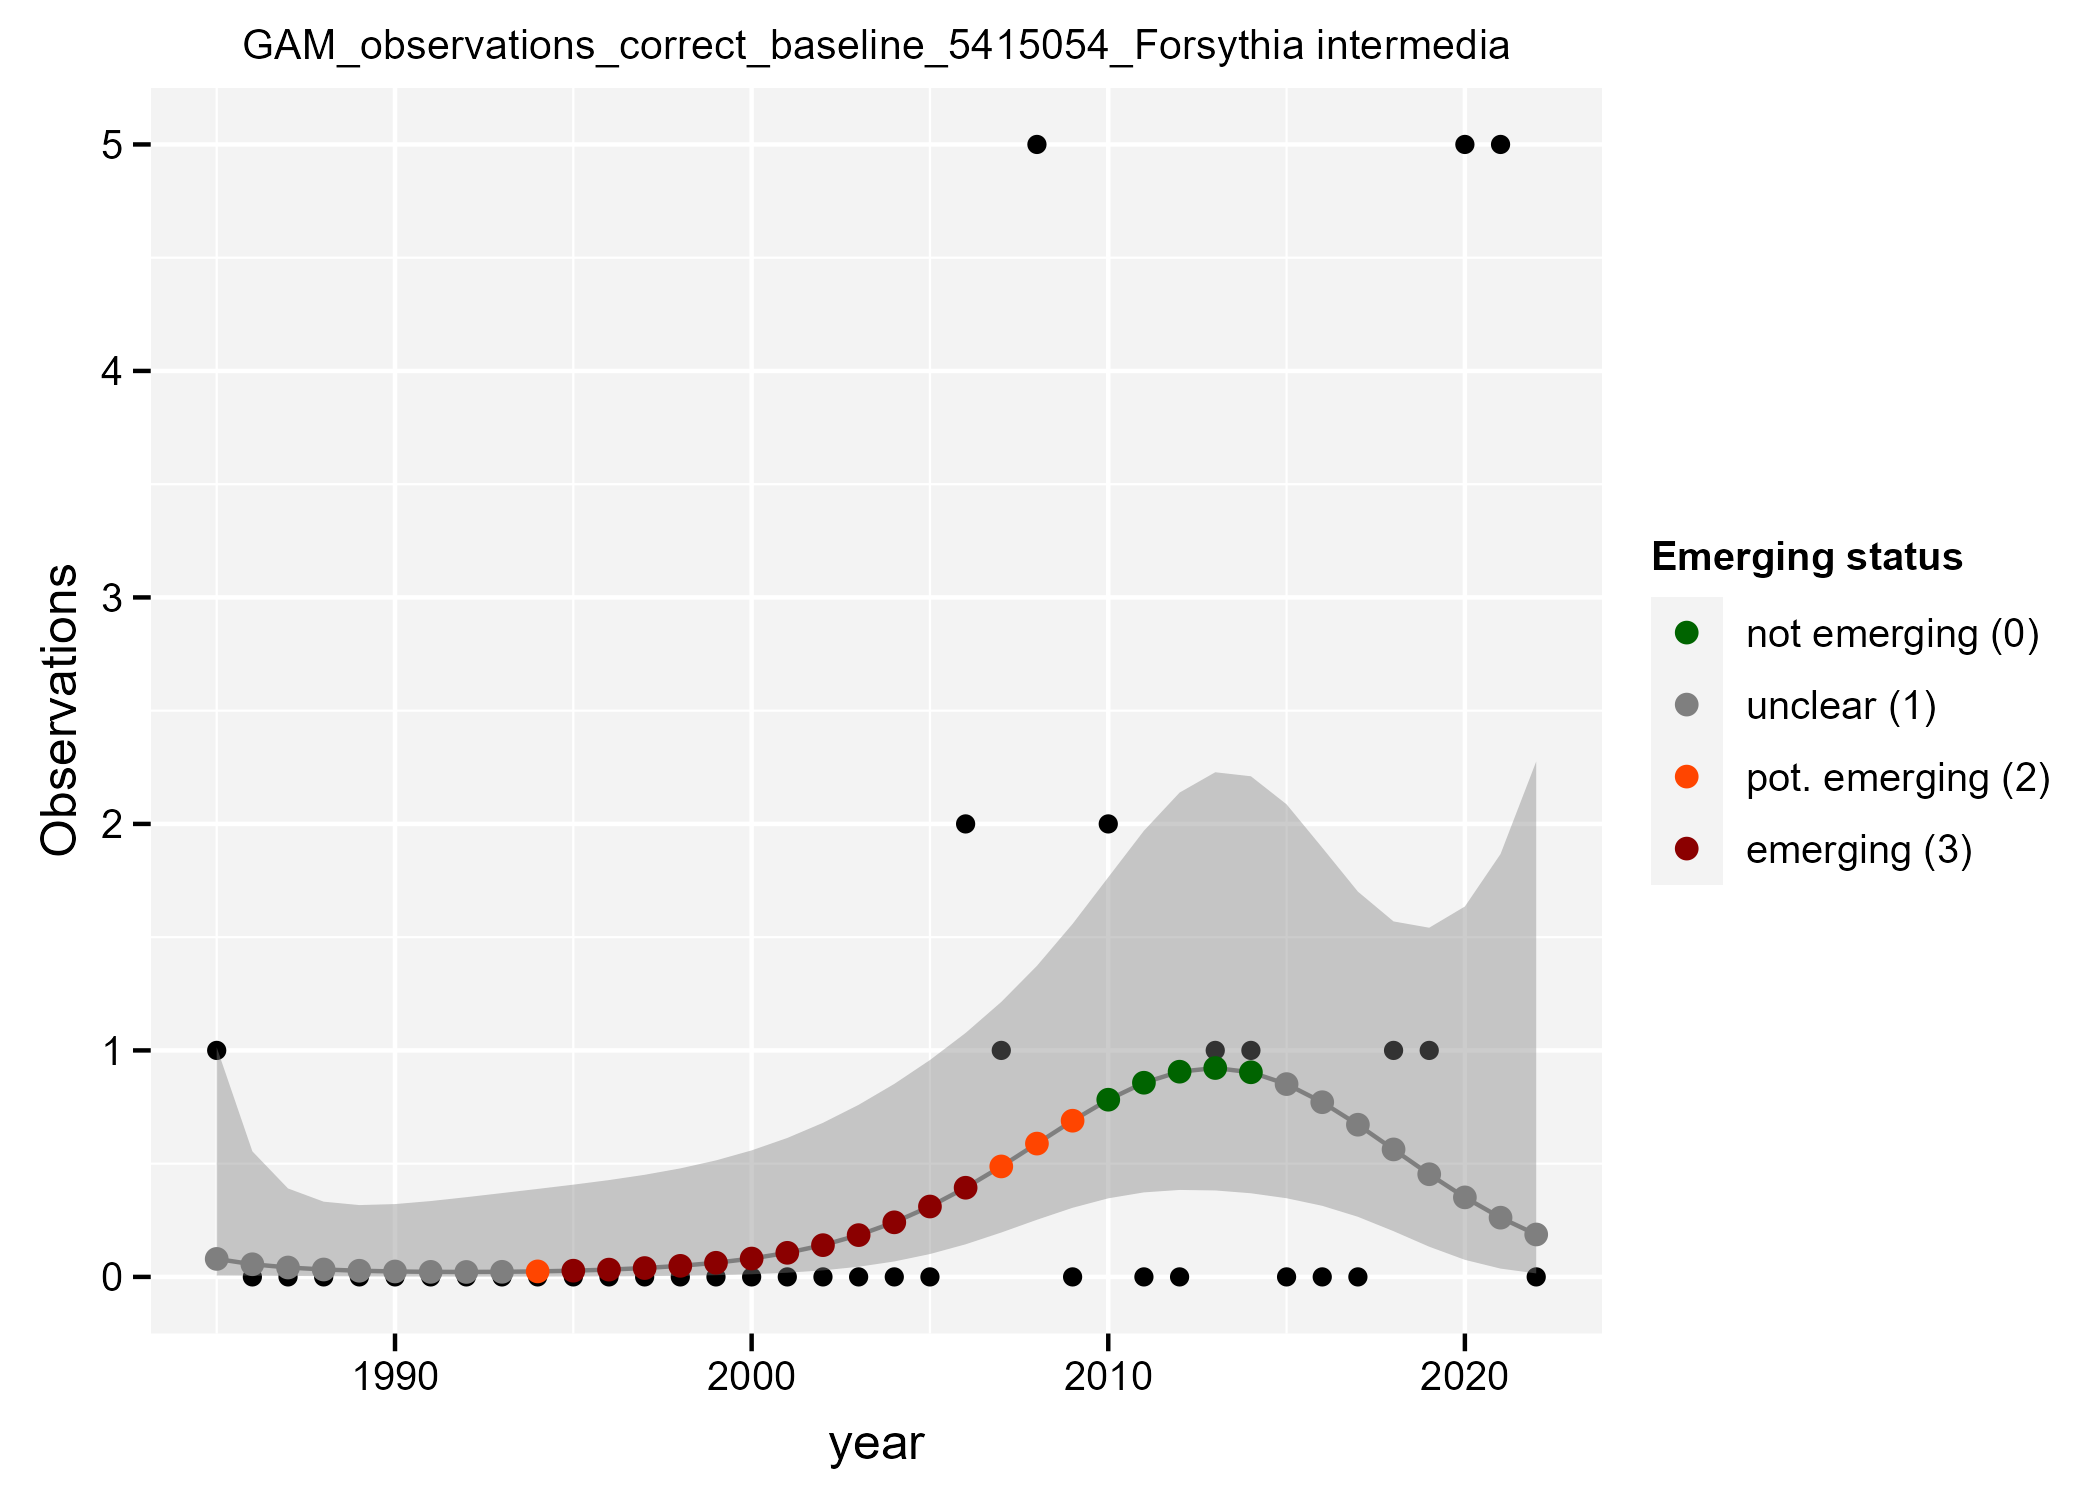 GAM_observations_correct_baseline_5415054_Forsythia intermedia
5
4
3
2
1
0
Observations
1990 2000 2010 2020
year
Emerging status
not emerging (0)
unclear (1)
pot. emerging (2)
emerging (3)